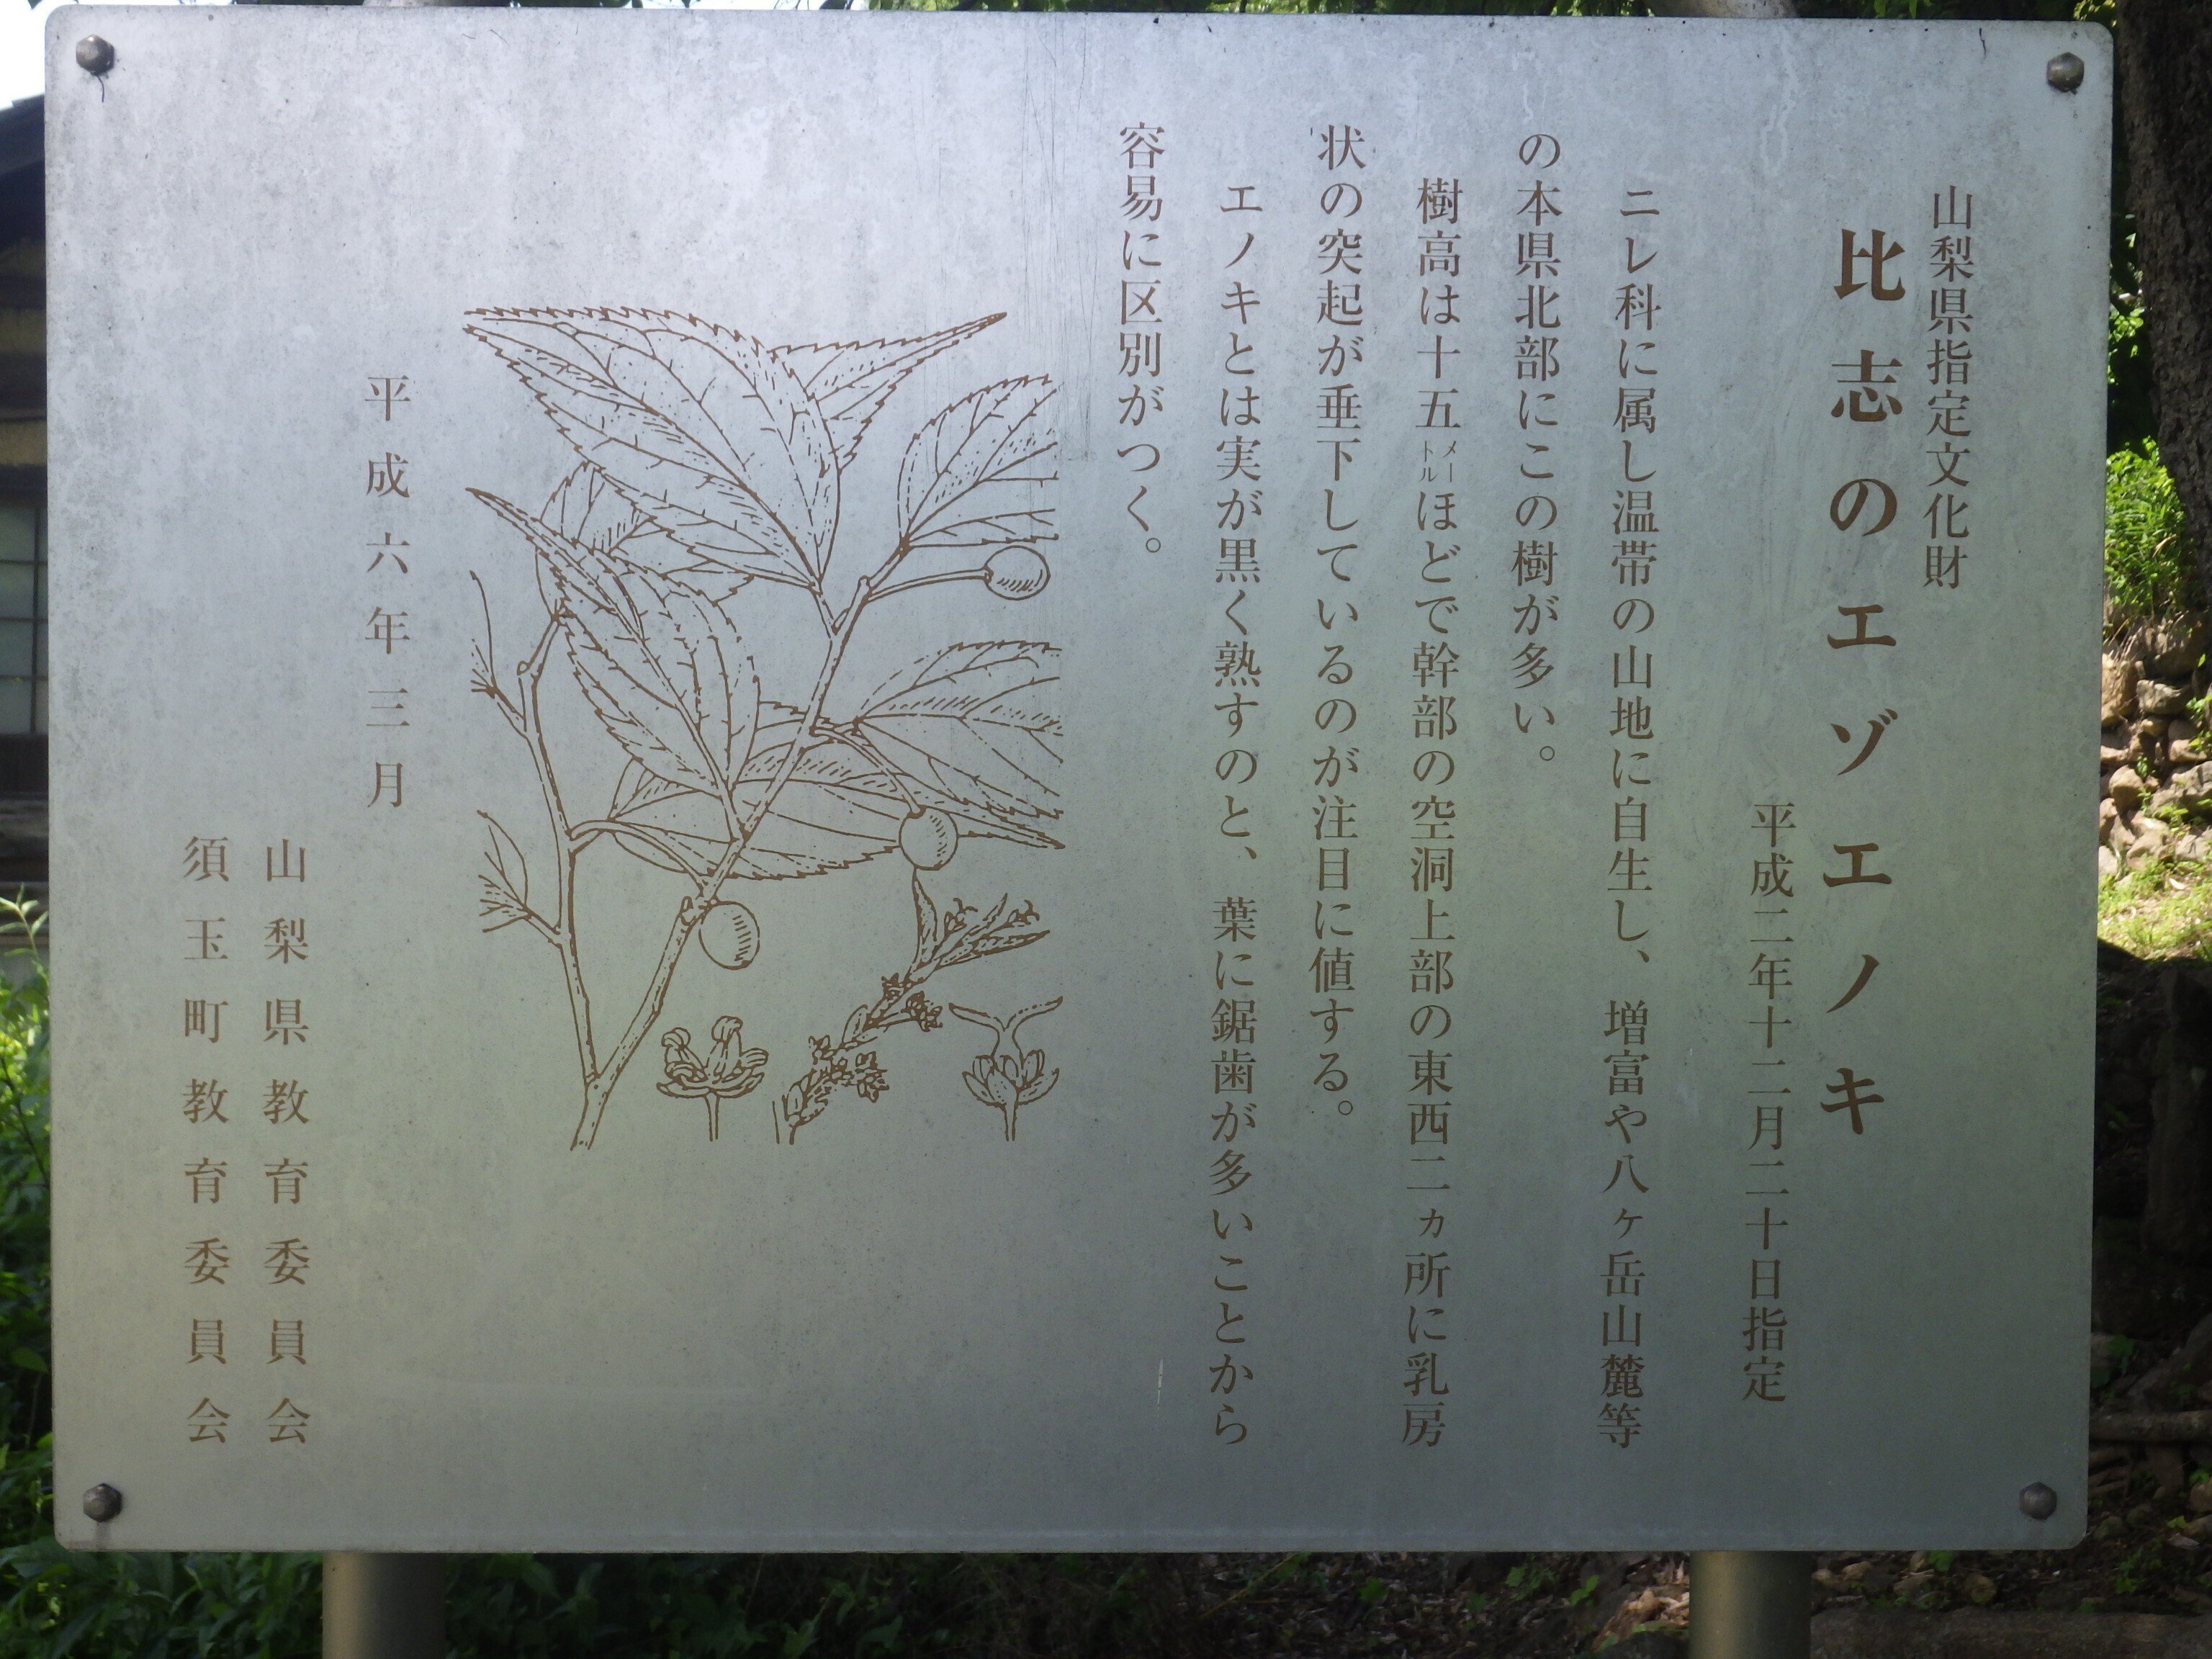 山梨県指定文化財
比志のエゾエノキ
平成二年十二月二十日指定
ニレ科に属し温帯の山地に自生し、増富や八ヶ岳山麓等
の本県北部にこの樹が多い。
樹高は十五メートルほどで幹部の空洞上部の東西二ヵ所に乳房
状の突起が垂下しているのが注目に値する。
エノキとは実が黒く熟すのと、葉に鋸歯が多いことから
容易に区別がつく。
平成六年三月
山梨県教育委員会
須玉町教育委員会